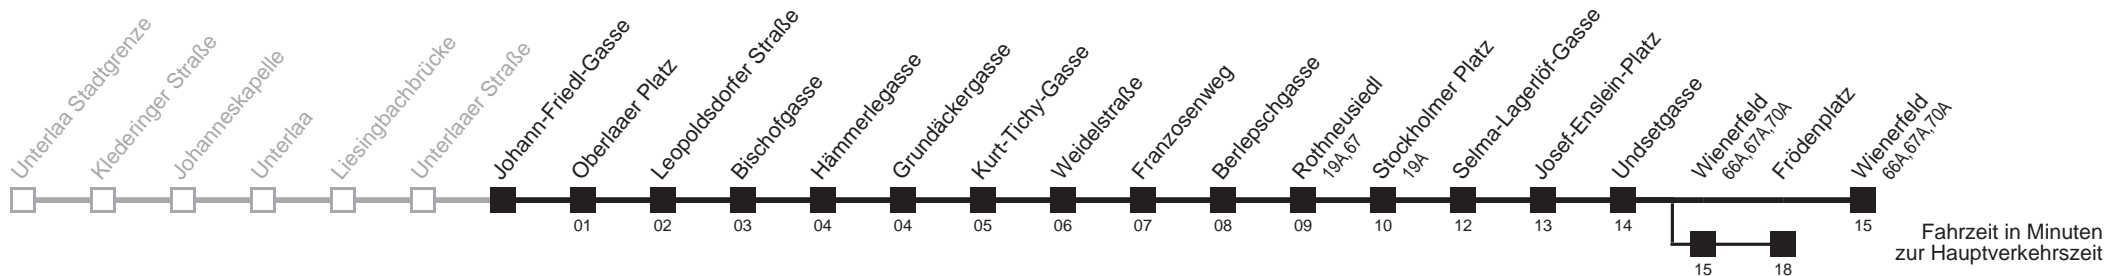 Unterlaa Stadtgrenze
Klederinger Straße
Johanneskapelle
Unterlaa
Liesingbachbrücke
Unterlaaer Straße
Johann-Friedl-Gasse
Oberlaaer Platz
Leopoldsdorfer Straße
Bischofgasse
Hämmerlegasse
Grundäckergasse
Kurt-Tichy-Gasse
Weidelstraße
Franzosenweg
Berlepschgasse
Rothneusiedl
19A,67
Stockholmer Platz
19A
Selma-Lagerlöf-Gasse
Josef-Enslein-Platz
Undsetgasse
Wienerfeld
66A,67A,70A
Frödenplatz
Wienerfeld
66A,67A,70A
01 02 03 04 04 05 06 07 08 09 10 12 13 14 15
15 18
Fahrzeit in Minuten
zur Hauptverkehrszeit